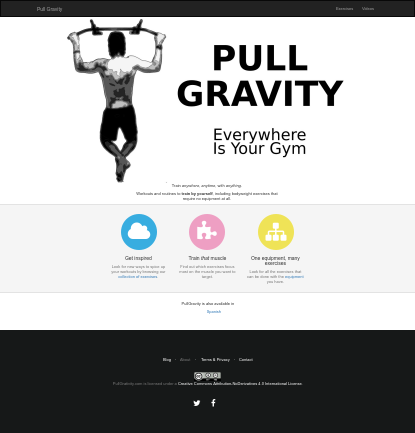 Pull Gravity
Exercises Videos
PULL
GRAVITY
Everywhere
Is Your Gym
Train anywhere, anytime, with anything.
Workouts and exercises to train by yourself, including bodyweight exercises that
require no equipment at all.
Get inspired
Look for new ways to spice up
your workouts by browsing our
collection of exercises.
Train that muscle
Find out which exercises focus
more on the muscle you want to
target.
One equipment, many
exercises
Look for all the exercises that
can be done with the equipment
you have.
PullGravity is also available in
Spanish
Blog · About · Terms & Privacy · Contact
PullGravity.com is licensed under a Creative Commons Attribution-NoDerivatives 4.0 International License.